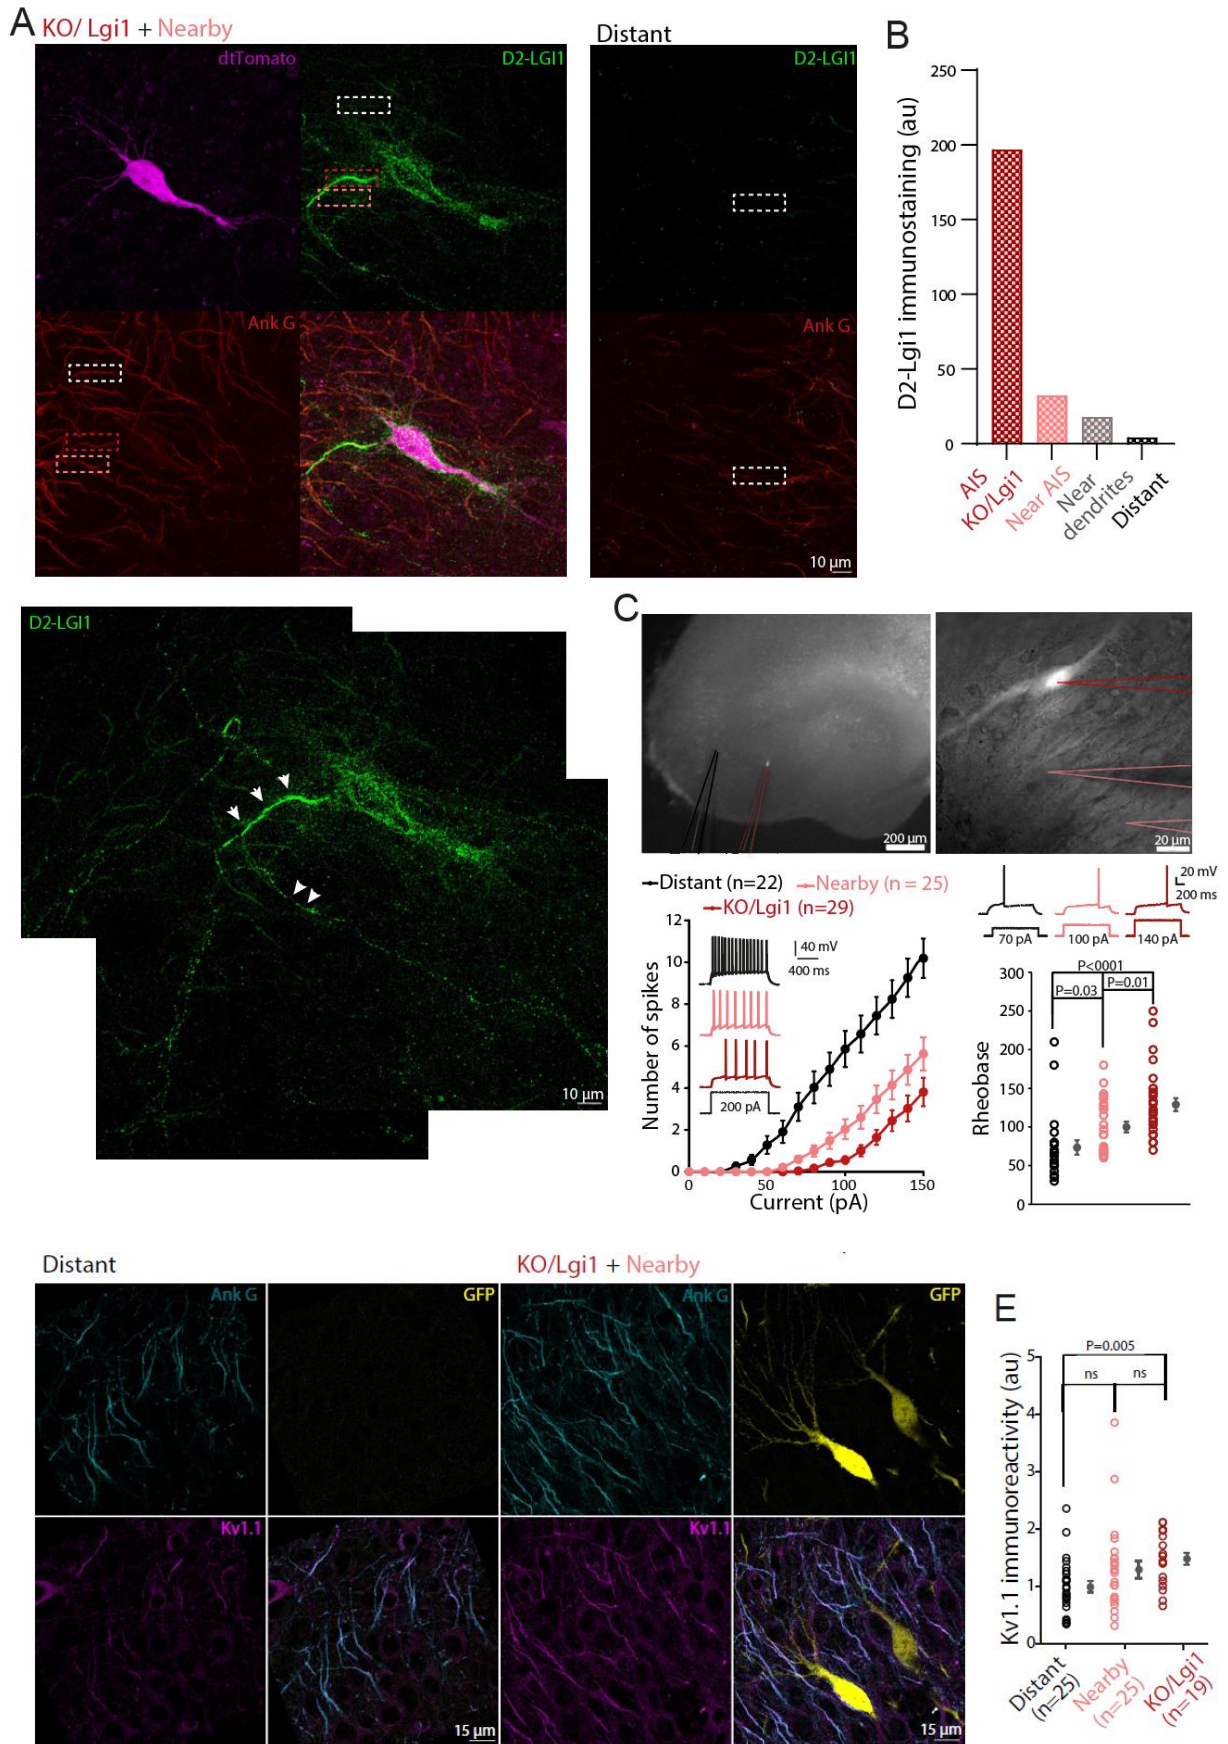 A
KO/ Lgi1 + Nearby
Distant
dtTomato
D2-LGI1
D2-LGI1
Ank G
Ank G
10 µm
B
D2-Lgi1 immunostaining (au)
250
200
150
100
50
0
AIS
KO/Lgi1
Near AIS
Near
dendrites
Distant
D2-LGI1
10 µm
C
200 µm
20 µm
Distant (n=22)
Nearby (n = 25)
KO/Lgi1 (n=29)
Number of spikes
12
10
8
6
4
2
0
40 mV
400 ms
200 pA
0
50
100
150
Current (pA)
20 mV
200 ms
70 pA
100 pA
140 pA
Rheobase
300
250
200
150
100
50
0
P<0001
P=0.03
P=0.01
Distant
KO/Lgi1 + Nearby
Ank G
GFP
Ank G
GFP
Kv1.1
Kv1.1
15 µm
15 µm
E
Kv1.1 immunoreactivity (au)
5
4
3
2
1
0
P=0.005
ns
ns
Distant
(n=25)
Nearby
(n=25)
KO/Lgi1
(n=19)